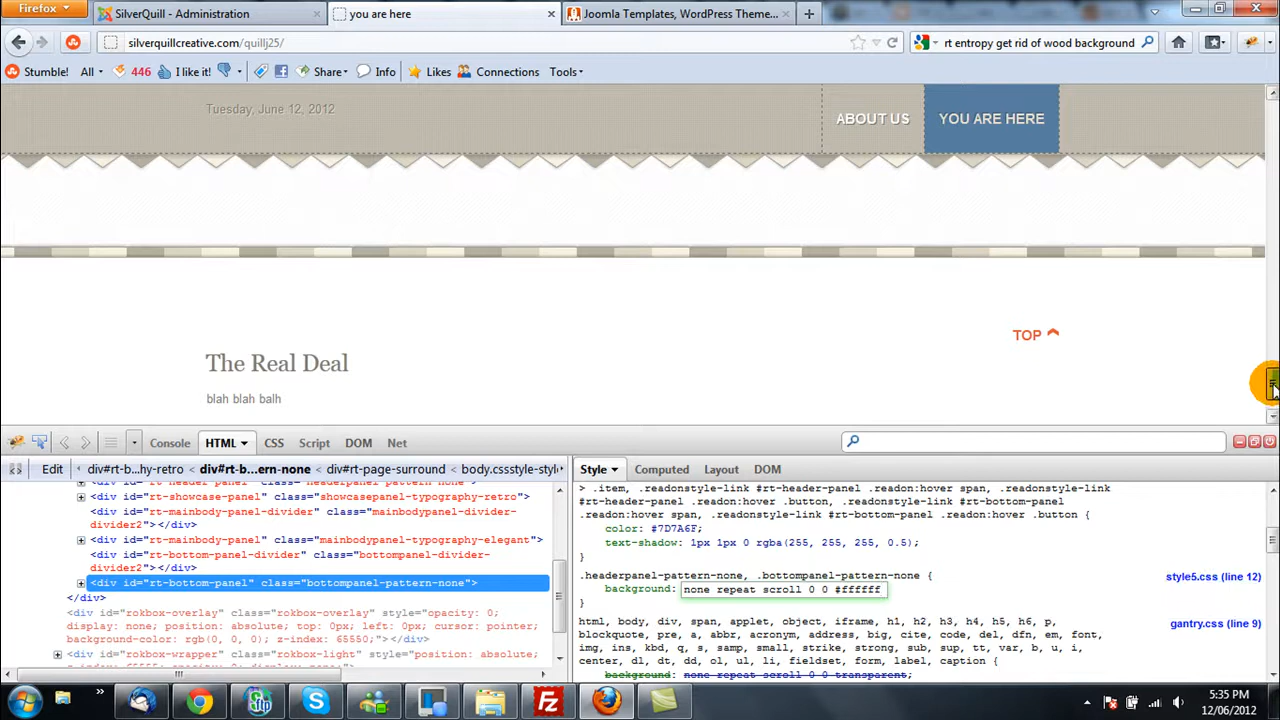 Firefox
SilverQuill - Administration
you are here
Joomla Templates, WordPress Theme...
silverquillcreative.com/quillj25/
rt entropy get rid of wood background
Stumble! All 446 I like it! Share Info Likes Connections Tools
Tuesday, June 12, 2012
ABOUT US
YOU ARE HERE
TOP
The Real Deal
blah blah balh
Console HTML CSS Script DOM Net
Edit div#rt-b...hy-retro < div#rt-b...ern-none < div#rt-page-surround < body.cssstyle-styl
Style Computed Layout DOM
<div id="rt-header-panel" class="headerpanel-pattern-none">
<div id="rt-showcase-panel" class="showcasepanel-typography-retro">
<div id="rt-mainbody-panel-divider" class="mainbodypanel-divider-
divider2"></div>
<div id="rt-mainbody-panel" class="mainbodypanel-typography-elegant">
<div id="rt-bottom-panel-divider" class="bottompanel-divider-
divider2"></div>
<div id="rt-bottom-panel" class="bottompanel-pattern-none">
</div>
<div id="rokbox-overlay" class="rokbox-overlay" style="opacity: 0;
display: none; position: absolute; top: 0px; left: 0px; cursor: pointer;
background-color: rgb(0, 0, 0); z-index: 65550;"></div>
<div id="rokbox-wrapper" class="rokbox-light" style="position: absolute;
> .item, .readonstyle-link #rt-header-panel .readon:hover span, .readonstyle-link
#rt-header-panel .readon:hover .button, .readonstyle-link #rt-bottom-panel
.readon:hover span, .readonstyle-link #rt-bottom-panel .readon:hover .button {
color: #7D7A6F;
text-shadow: 1px 1px 0 rgba(255, 255, 255, 0.5);
}
.headerpanel-pattern-none, .bottompanel-pattern-none {
style5.css (line 12)
background: none repeat scroll 0 0 #ffffff
}
html, body, div, span, applet, object, iframe, h1, h2, h3, h4, h5, h6, p,
gantry.css (line 9)
blockquote, pre, a, abbr, acronym, address, big, cite, code, del, dfn, em, font,
img, ins, kbd, q, s, samp, small, strike, strong, sub, sup, tt, var, b, u, i,
center, dl, dt, dd, ol, ul, li, fieldset, form, label, legend, caption {
background: none repeat scroll 0 0 transparent;
5:35 PM
12/06/2012